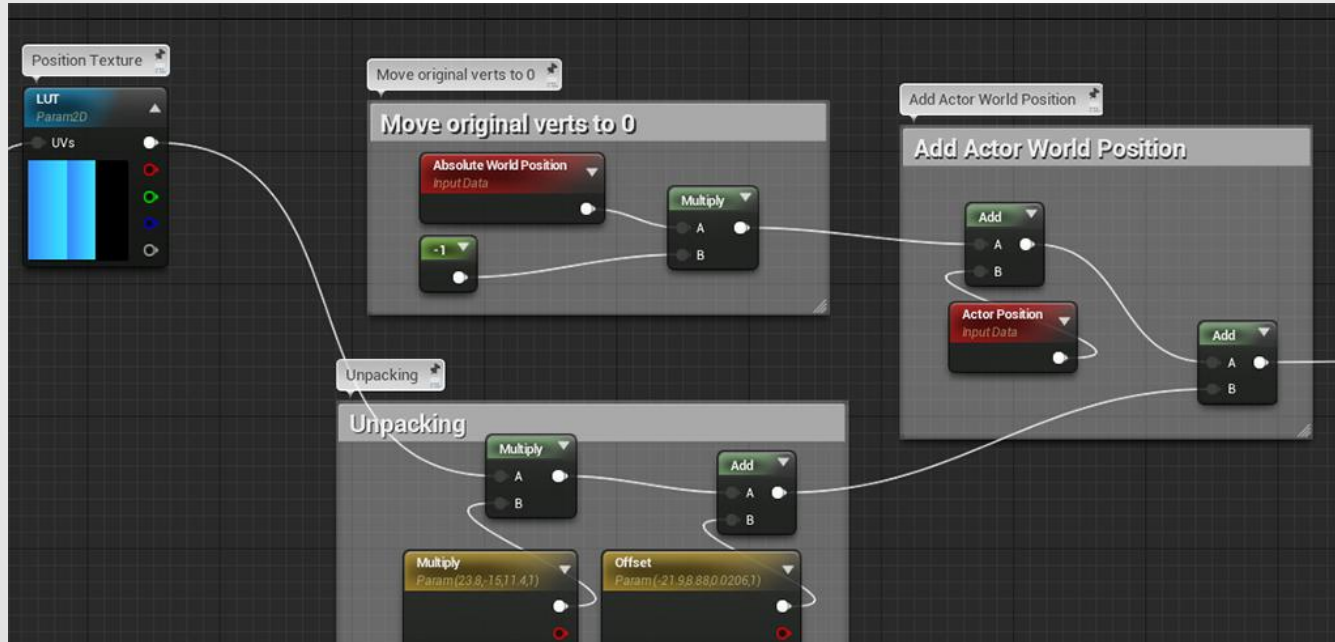 Position Texture
LUT
Param2D
UVs
Move original verts to 0
Move original verts to 0
Absolute World Position
Input Data
-1
Multiply
A
B
Add Actor World Position
Add Actor World Position
Add
A
B
Actor Position
Input Data
Add
A
B
Unpacking
Unpacking
Multiply
A
B
Add
A
B
Multiply
Param(23.8,-15,11.4,1)
Offset
Param(-21.9,8.88,0.0206,1)